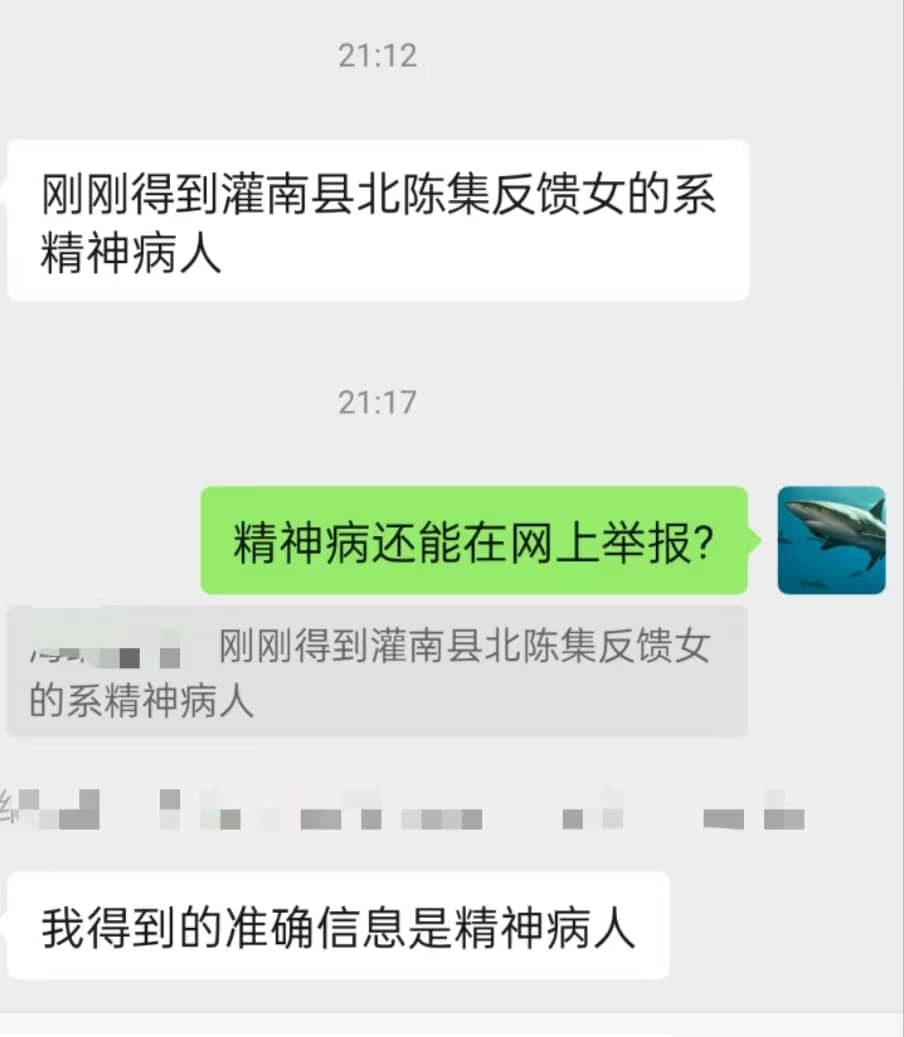 21:12
刚刚得到灌南县北陈集反馈女的系
精神病人
21:17
精神病还能在网上举报?
刚刚得到灌南县北陈集反馈女
的系精神病人
我得到的准确信息是精神病人